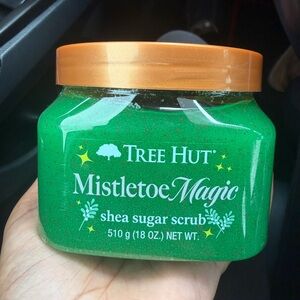 TREE HUT®
Mistletoe Magic
shea sugar scrub
510 g (18 OZ.) NET WT.